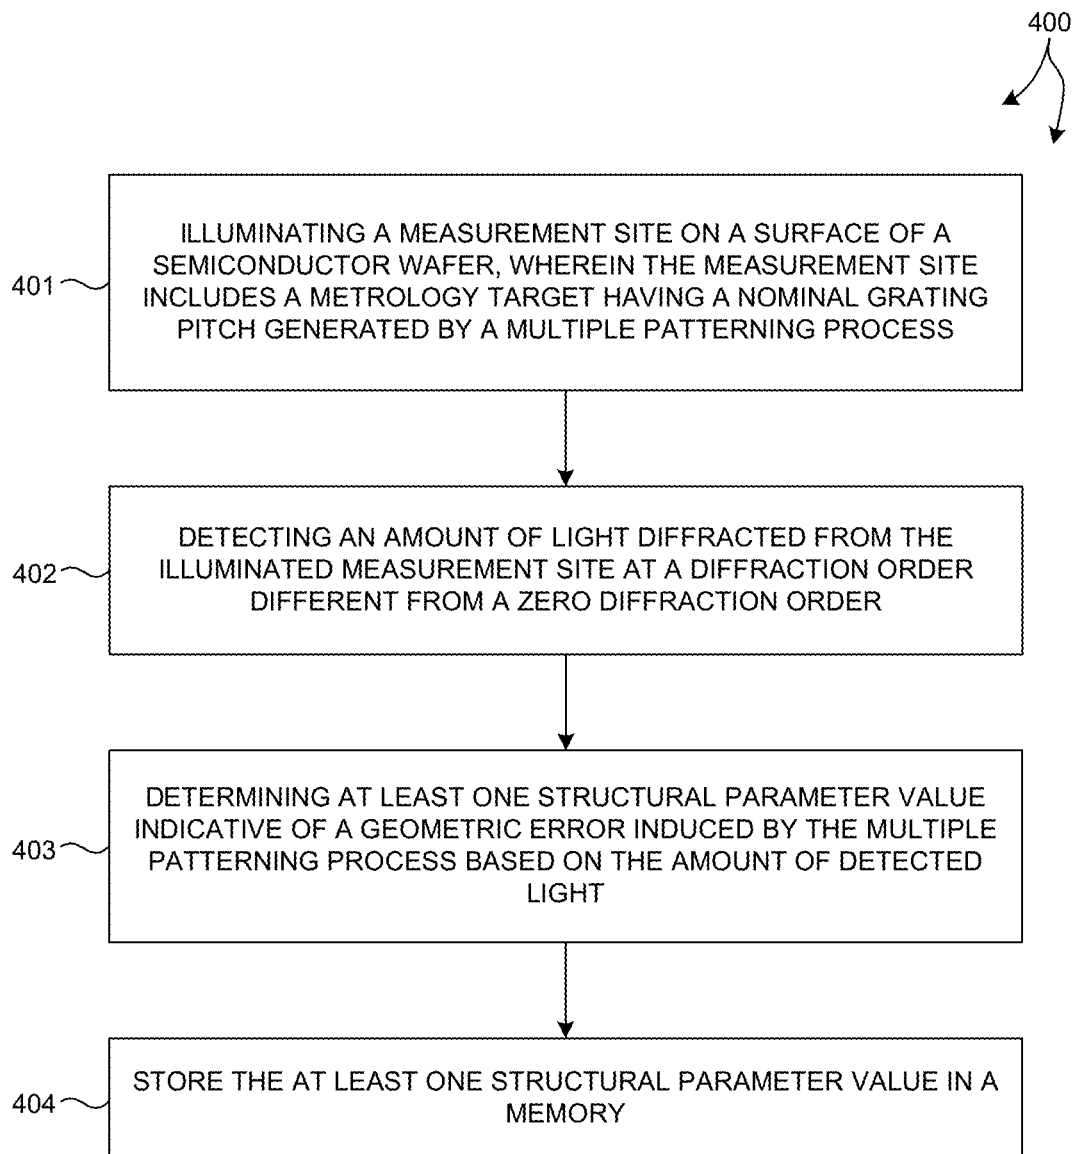 400
401
ILLUMINATING A MEASUREMENT SITE ON A SURFACE OF A
SEMICONDUCTOR WAFER, WHEREIN THE MEASUREMENT SITE
INCLUDES A METROLOGY TARGET HAVING A NOMINAL GRATING
PITCH GENERATED BY A MULTIPLE PATTERNING PROCESS
402
DETECTING AN AMOUNT OF LIGHT DIFFRACTED FROM THE
ILLUMINATED MEASUREMENT SITE AT A DIFFRACTION ORDER
DIFFERENT FROM A ZERO DIFFRACTION ORDER
403
DETERMINING AT LEAST ONE STRUCTURAL PARAMETER VALUE
INDICATIVE OF A GEOMETRIC ERROR INDUCED BY THE MULTIPLE
PATTERNING PROCESS BASED ON THE AMOUNT OF DETECTED
LIGHT
404
STORE THE AT LEAST ONE STRUCTURAL PARAMETER VALUE IN A
MEMORY